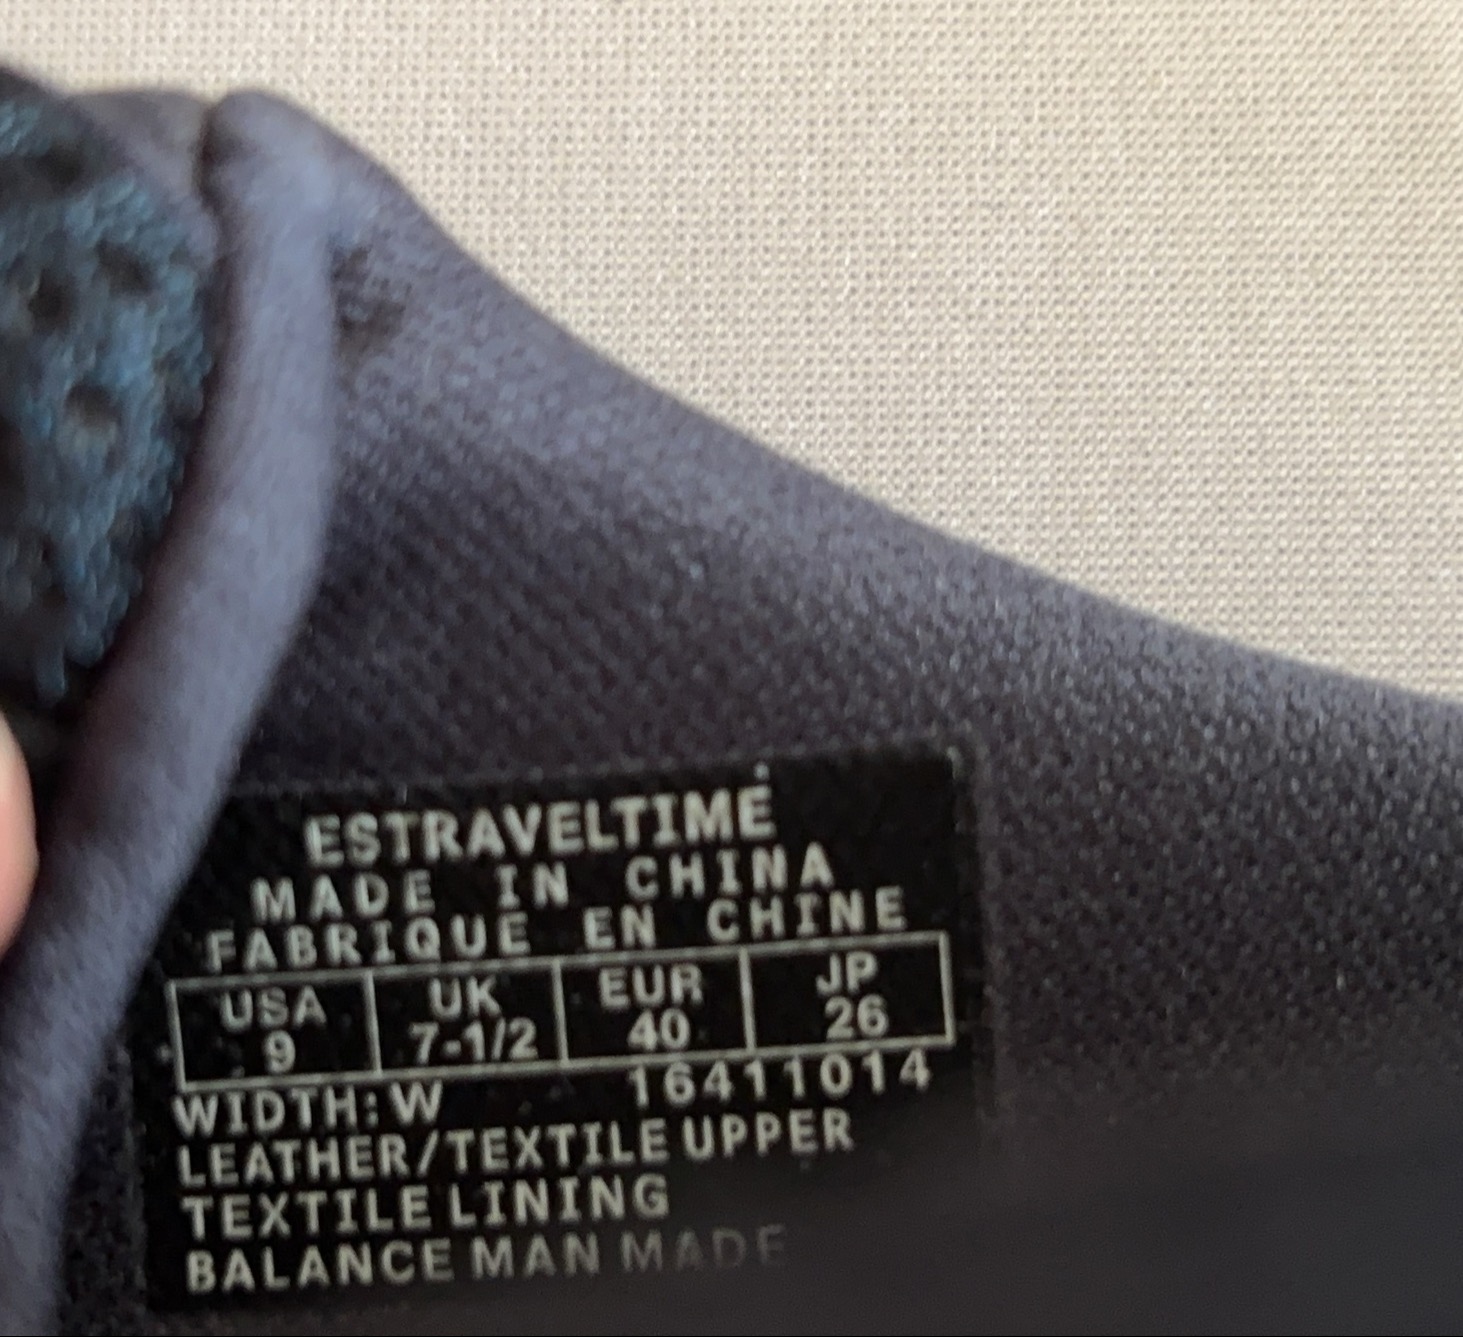 ESTRAVELTIME
MADE IN CHINA
FABRIQUE EN CHINE
USA UK EUR JP
9 7-1/2 40 26
WIDTH: W 16411014
LEATHER/TEXTILE UPPER
TEXTILE LINING
BALANCE MAN MADE